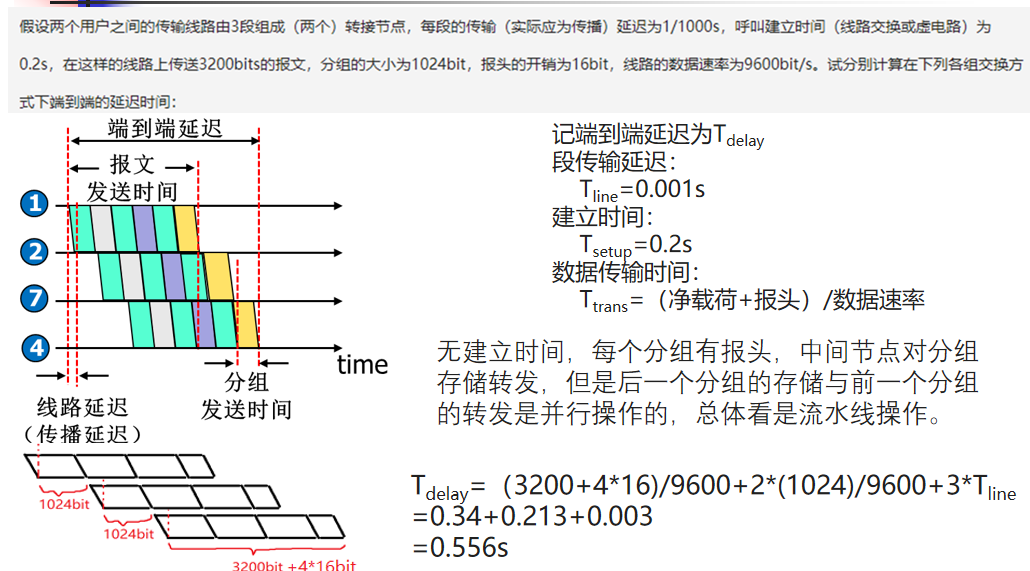 假设两个用户之间的传输线路由3段组成（两个）转接节点，每段的传输（实际应为传播）延迟为1/1000s，呼叫建立时间（线路交换或虚电路）为
0.2s，在这样的线路上传送3200bits的报文，分组的大小为1024bit，报头的开销为16bit，线路的数据速率为9600bit/s。试分别计算在下列各组交换方
式下端到端的延迟时间：
端到端延迟
报文
发送时间
1
2
7
4
time
线路延迟
（传播延迟）
分组
发送时间
1024bit
1024bit
3200bit +4*16bit
记端到端延迟为Tdelay
段传输延迟：
Tline=0.001s
建立时间：
Tsetup=0.2s
数据传输时间：
Ttrans=（净载荷+报头）/数据速率
无建立时间，每个分组有报头，中间节点对分组
存储转发，但是后一个分组的存储与前一个分组
的转发是并行操作的，总体看是流水线操作。
Tdelay=（3200+4*16)/9600+2*(1024)/9600+3*Tline
=0.34+0.213+0.003
=0.556s